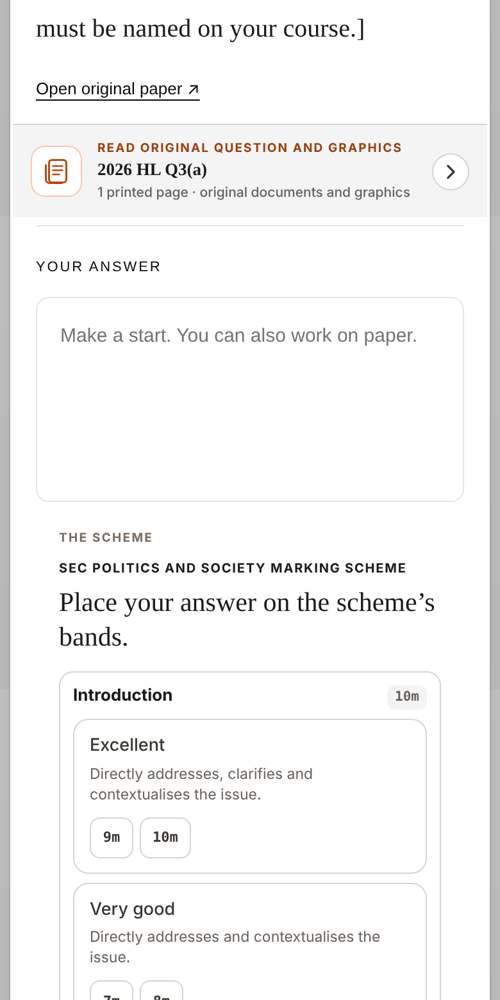 must be named on your course.]
Open original paper ↗
READ ORIGINAL QUESTION AND GRAPHICS
2026 HL Q3(a)
1 printed page · original documents and graphics
YOUR ANSWER
Make a start. You can also work on paper.
THE SCHEME
SEC POLITICS AND SOCIETY MARKING SCHEME
Place your answer on the scheme’s
bands.
Introduction 10m
Excellent
Directly addresses, clarifies and
contextualises the issue.
9m 10m
Very good
Directly addresses and contextualises the
issue.
7m 8m